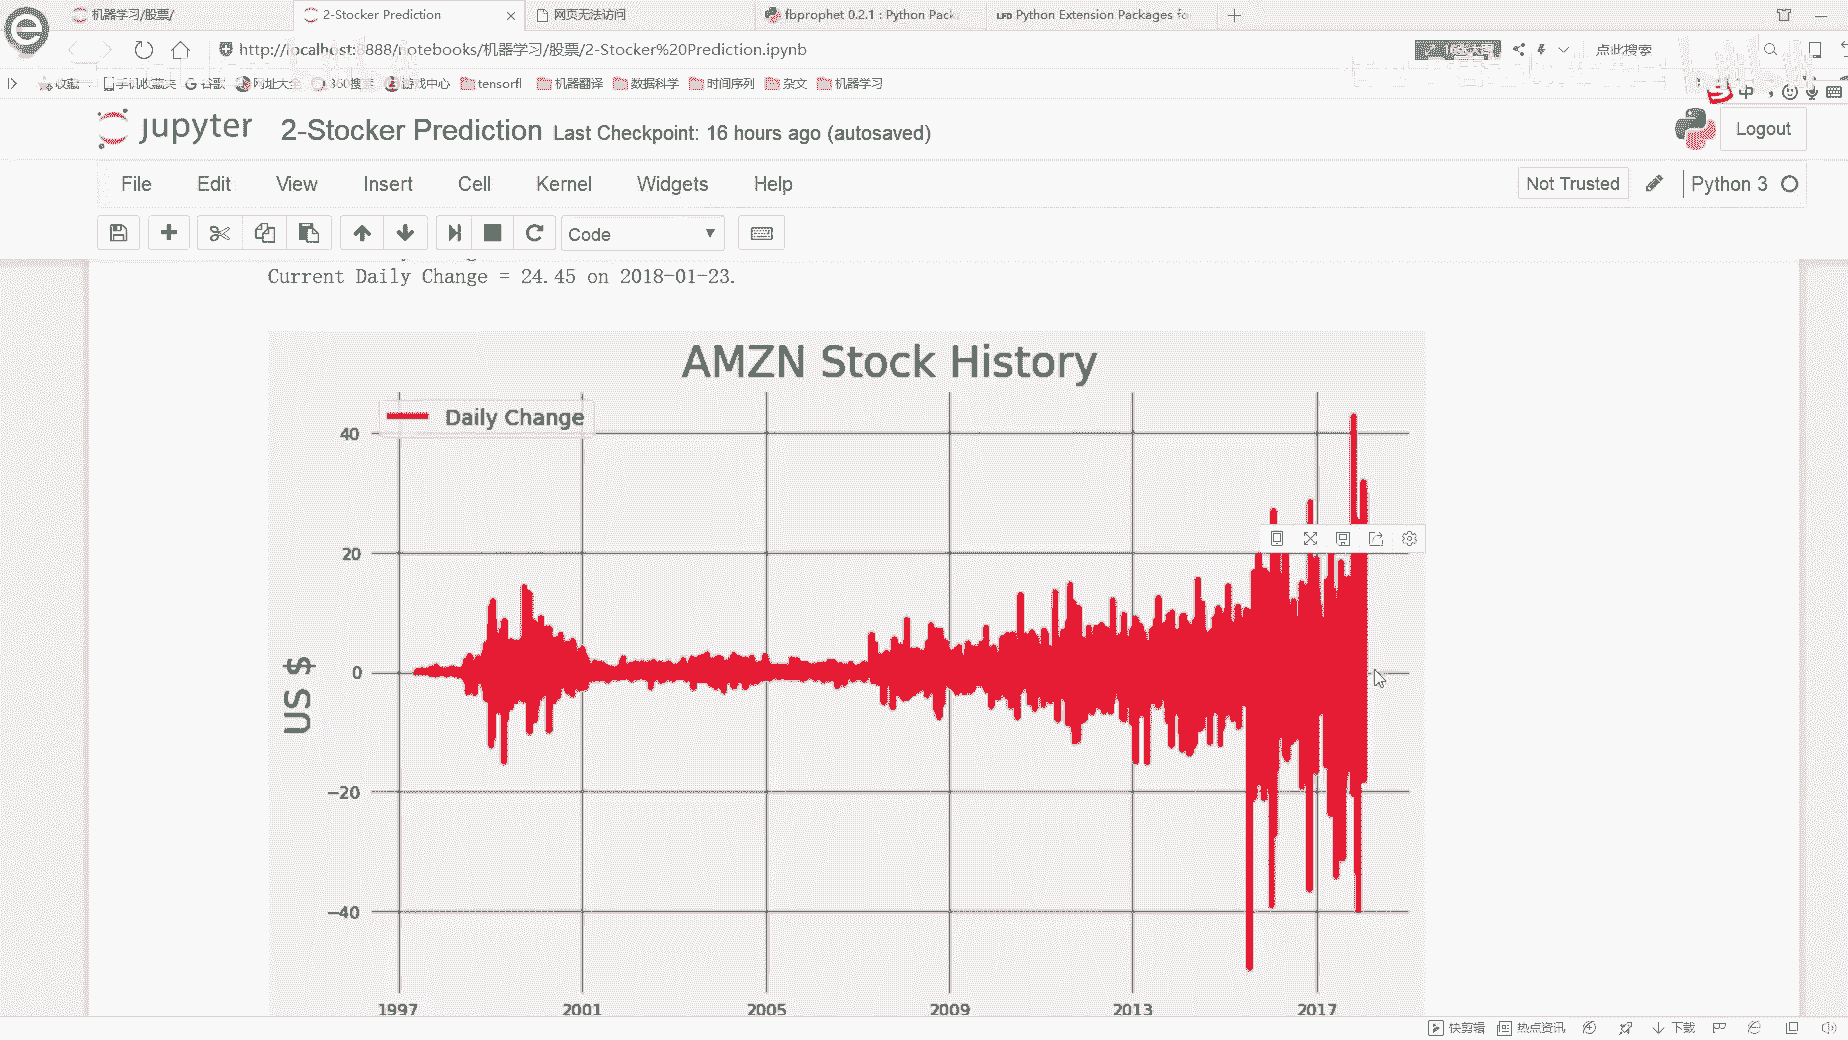 机器学习/股票/
2-Stocker Prediction
网页无法访问
fbprophet 0.2.1 : Python Pack
LFD Python Extension Packages fo
http://localhost:8888/notebooks/机器学习/股票/2-Stocker%20Prediction.ipynb
点此搜索
收藏
手机收藏夹
谷歌
网址大全
360搜
游戏中心
tensorfl
机器翻译
数据科学
时间序列
杂文
机器学习
中
jupyter
2-Stocker Prediction
Last Checkpoint: 16 hours ago (autosaved)
Logout
File
Edit
View
Insert
Cell
Kernel
Widgets
Help
Not Trusted
Python 3
Code
Current Daily Change = 24.45 on 2018-01-23.
AMZN Stock History
Daily Change
40
20
0
−20
−40
US $
1997
2001
2005
2009
2013
2017
快剪辑
热点资讯
下载